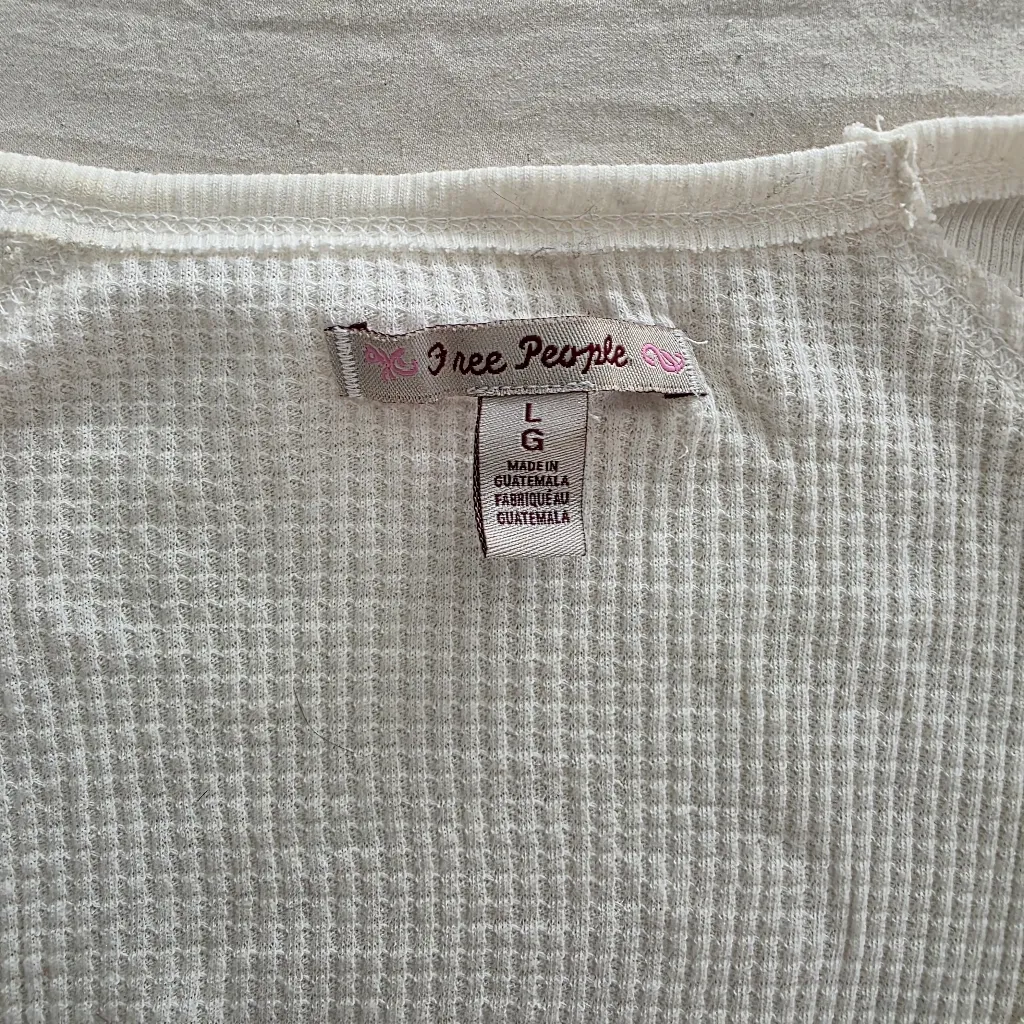 Free People
L
G
MADE IN
GUATEMALA
FABRIQUÉ AU
GUATEMALA